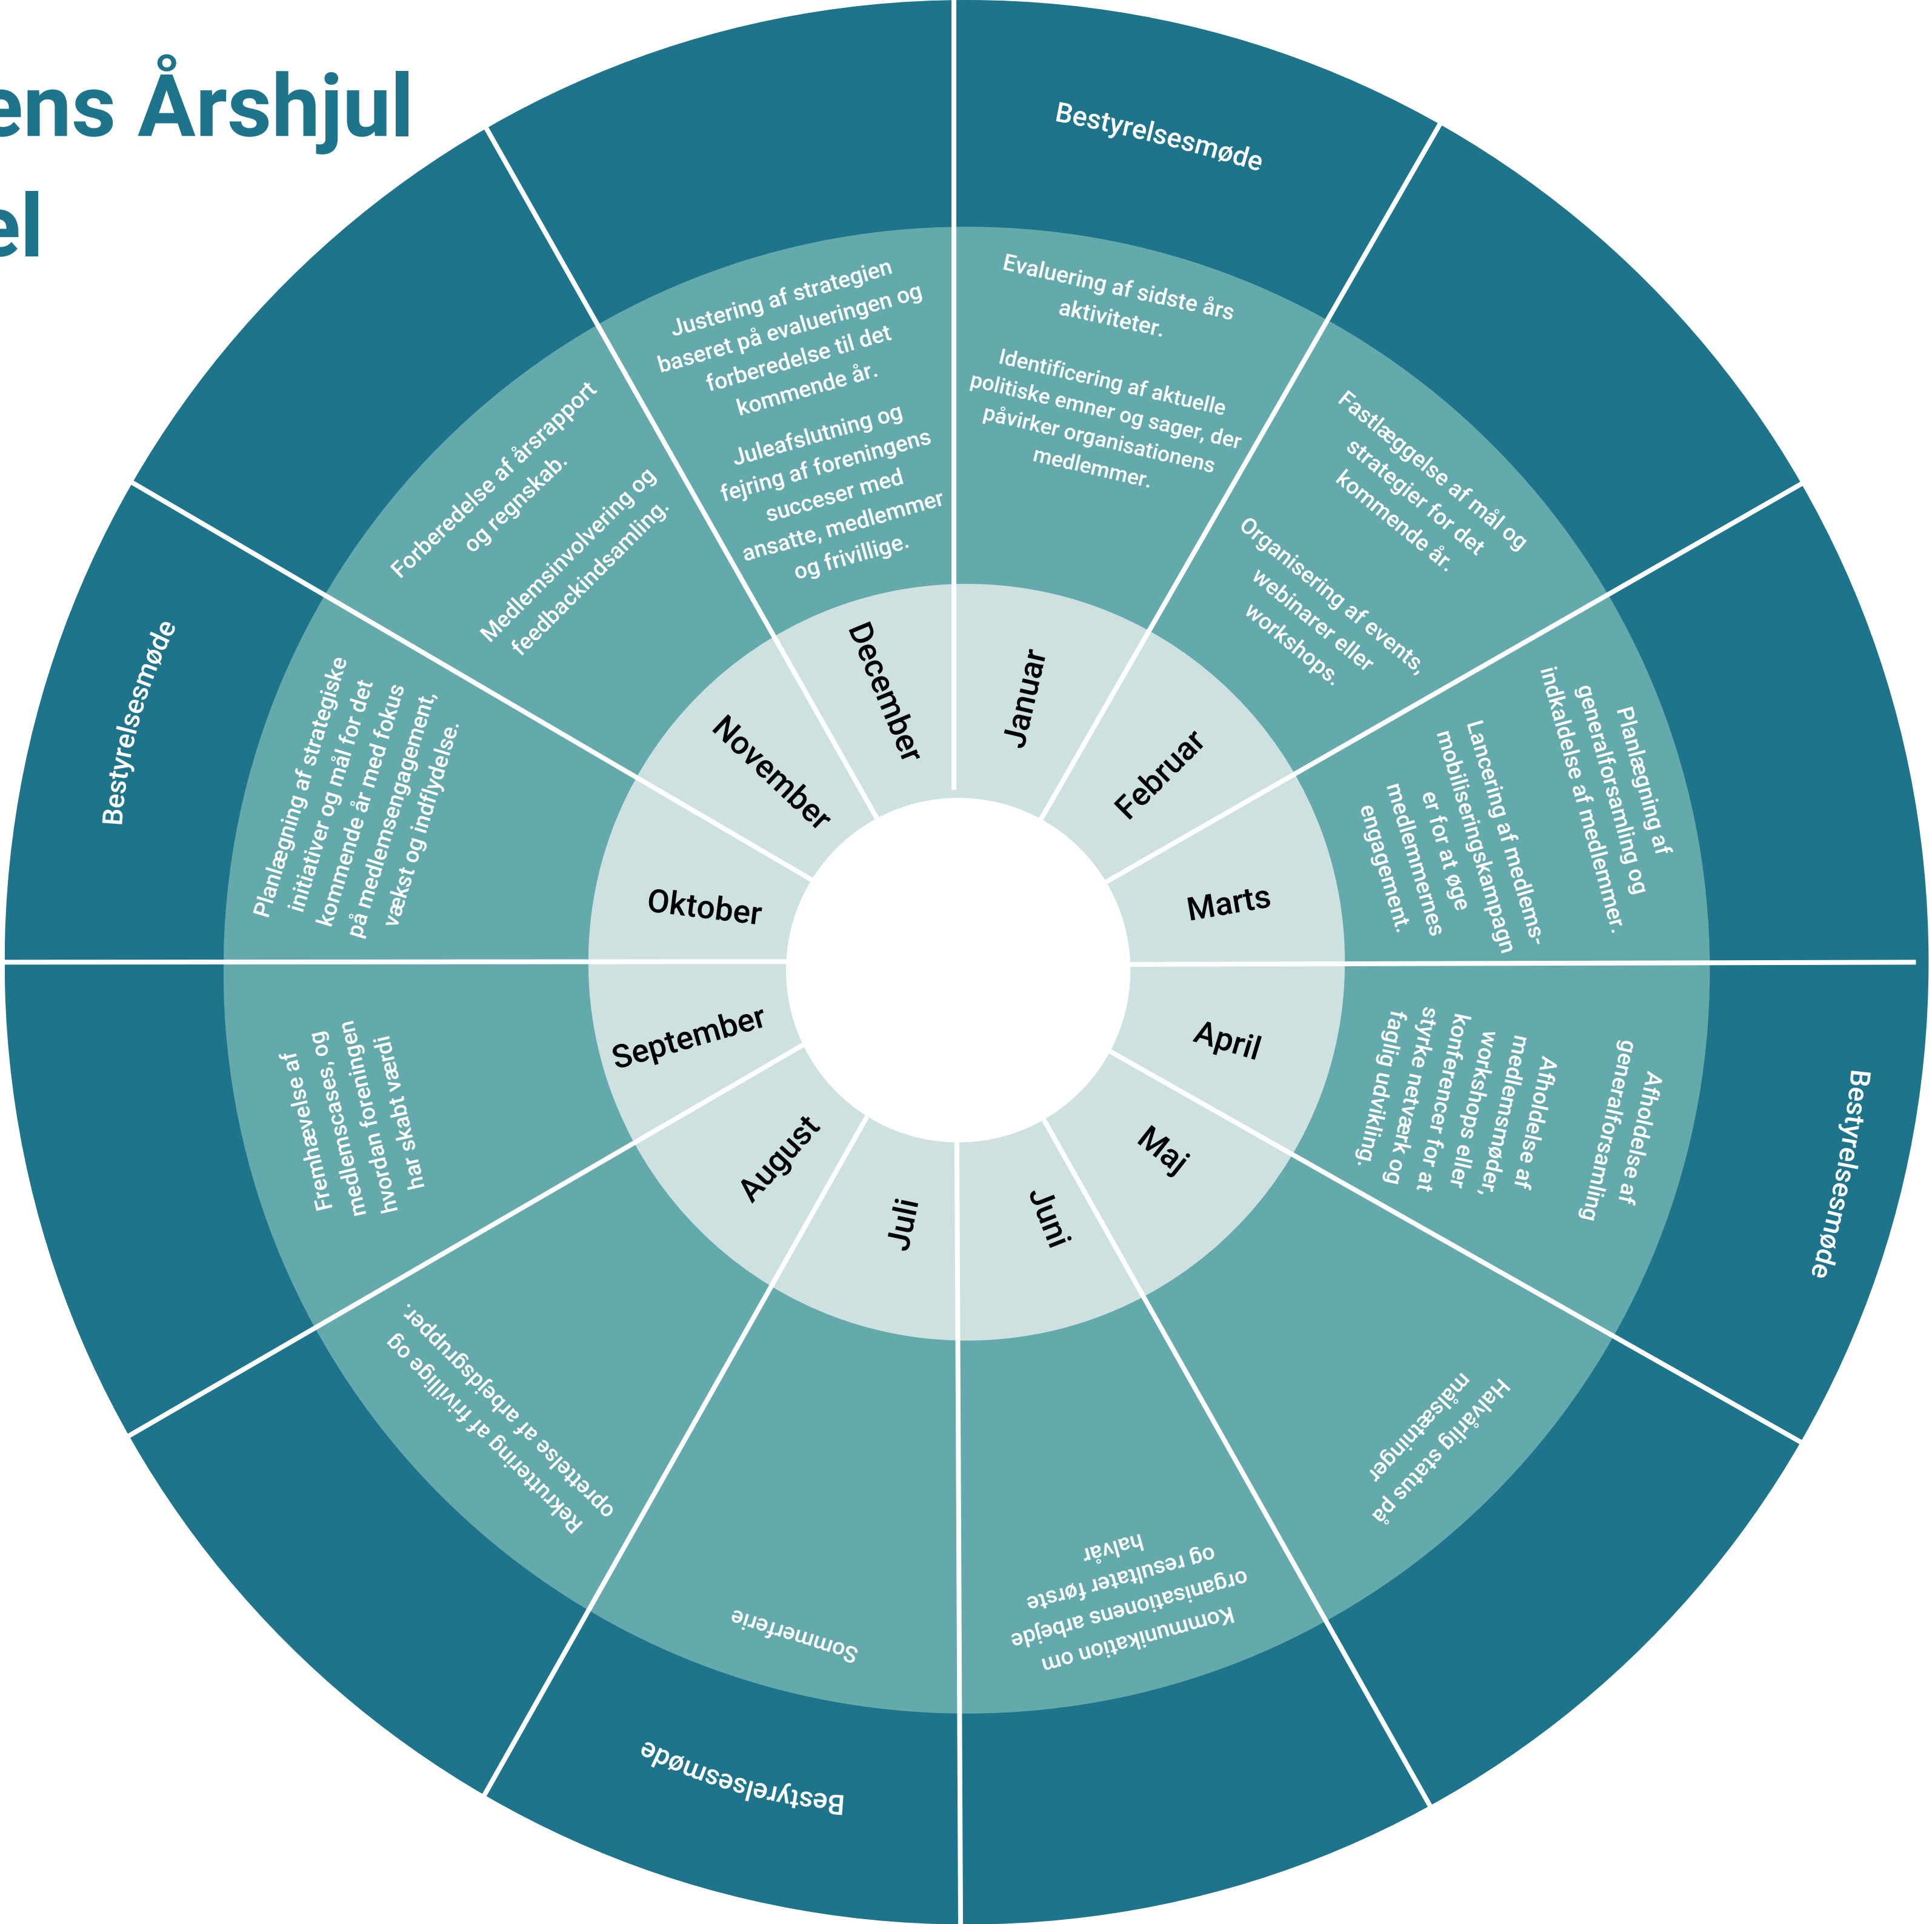 ens Årshjul
el
Bestyrelsesmøde
Evaluering af sidste års
aktiviteter.
Identificering af aktuelle
politiske emner og sager, der
påvirker organisationens
medlemmer.
Januar
Fastlæggelse af mål og
strategier for det
kommende år.
Organisering af events,
webinarer eller
workshops.
Februar
Planlægning af
generalforsamling og
indkaldelse af medlemmer.
Lancering af medlems-
mobiliseringskampagn
er for at øge
medlemmernes
engagement.
Marts
Bestyrelsesmøde
Afholdelse af
generalforsamling
Afholdelse af
medlemsmøder,
workshops eller
konferencer for at
styrke netværk og
faglig udvikling.
April
Halvårlig status på
målsætninger
Maj
Kommunikation om
organisationens arbejde
og resultater første
halvår
Juni
Bestyrelsesmøde
Sommerferie
Juli
Rekruttering af frivillige og
oprettelse af arbejdsgrupper.
August
Fremhævelse af
medlemscases, og
hvordan foreningen
har skabt værdi
September
Bestyrelsesmøde
Planlægning af strategiske
initiativer og mål for det
kommende år med fokus
på medlemsengagement,
vækst og indflydelse.
Oktober
Forberedelse af årsrapport
og regnskab.
Medlemsinvolvering og
feedbackindsamling.
November
Justering af strategien
baseret på evalueringen og
forberedelse til det
kommende år.
Juleafslutning og
fejring af foreningens
succeser med
ansatte, medlemmer
og frivillige.
December